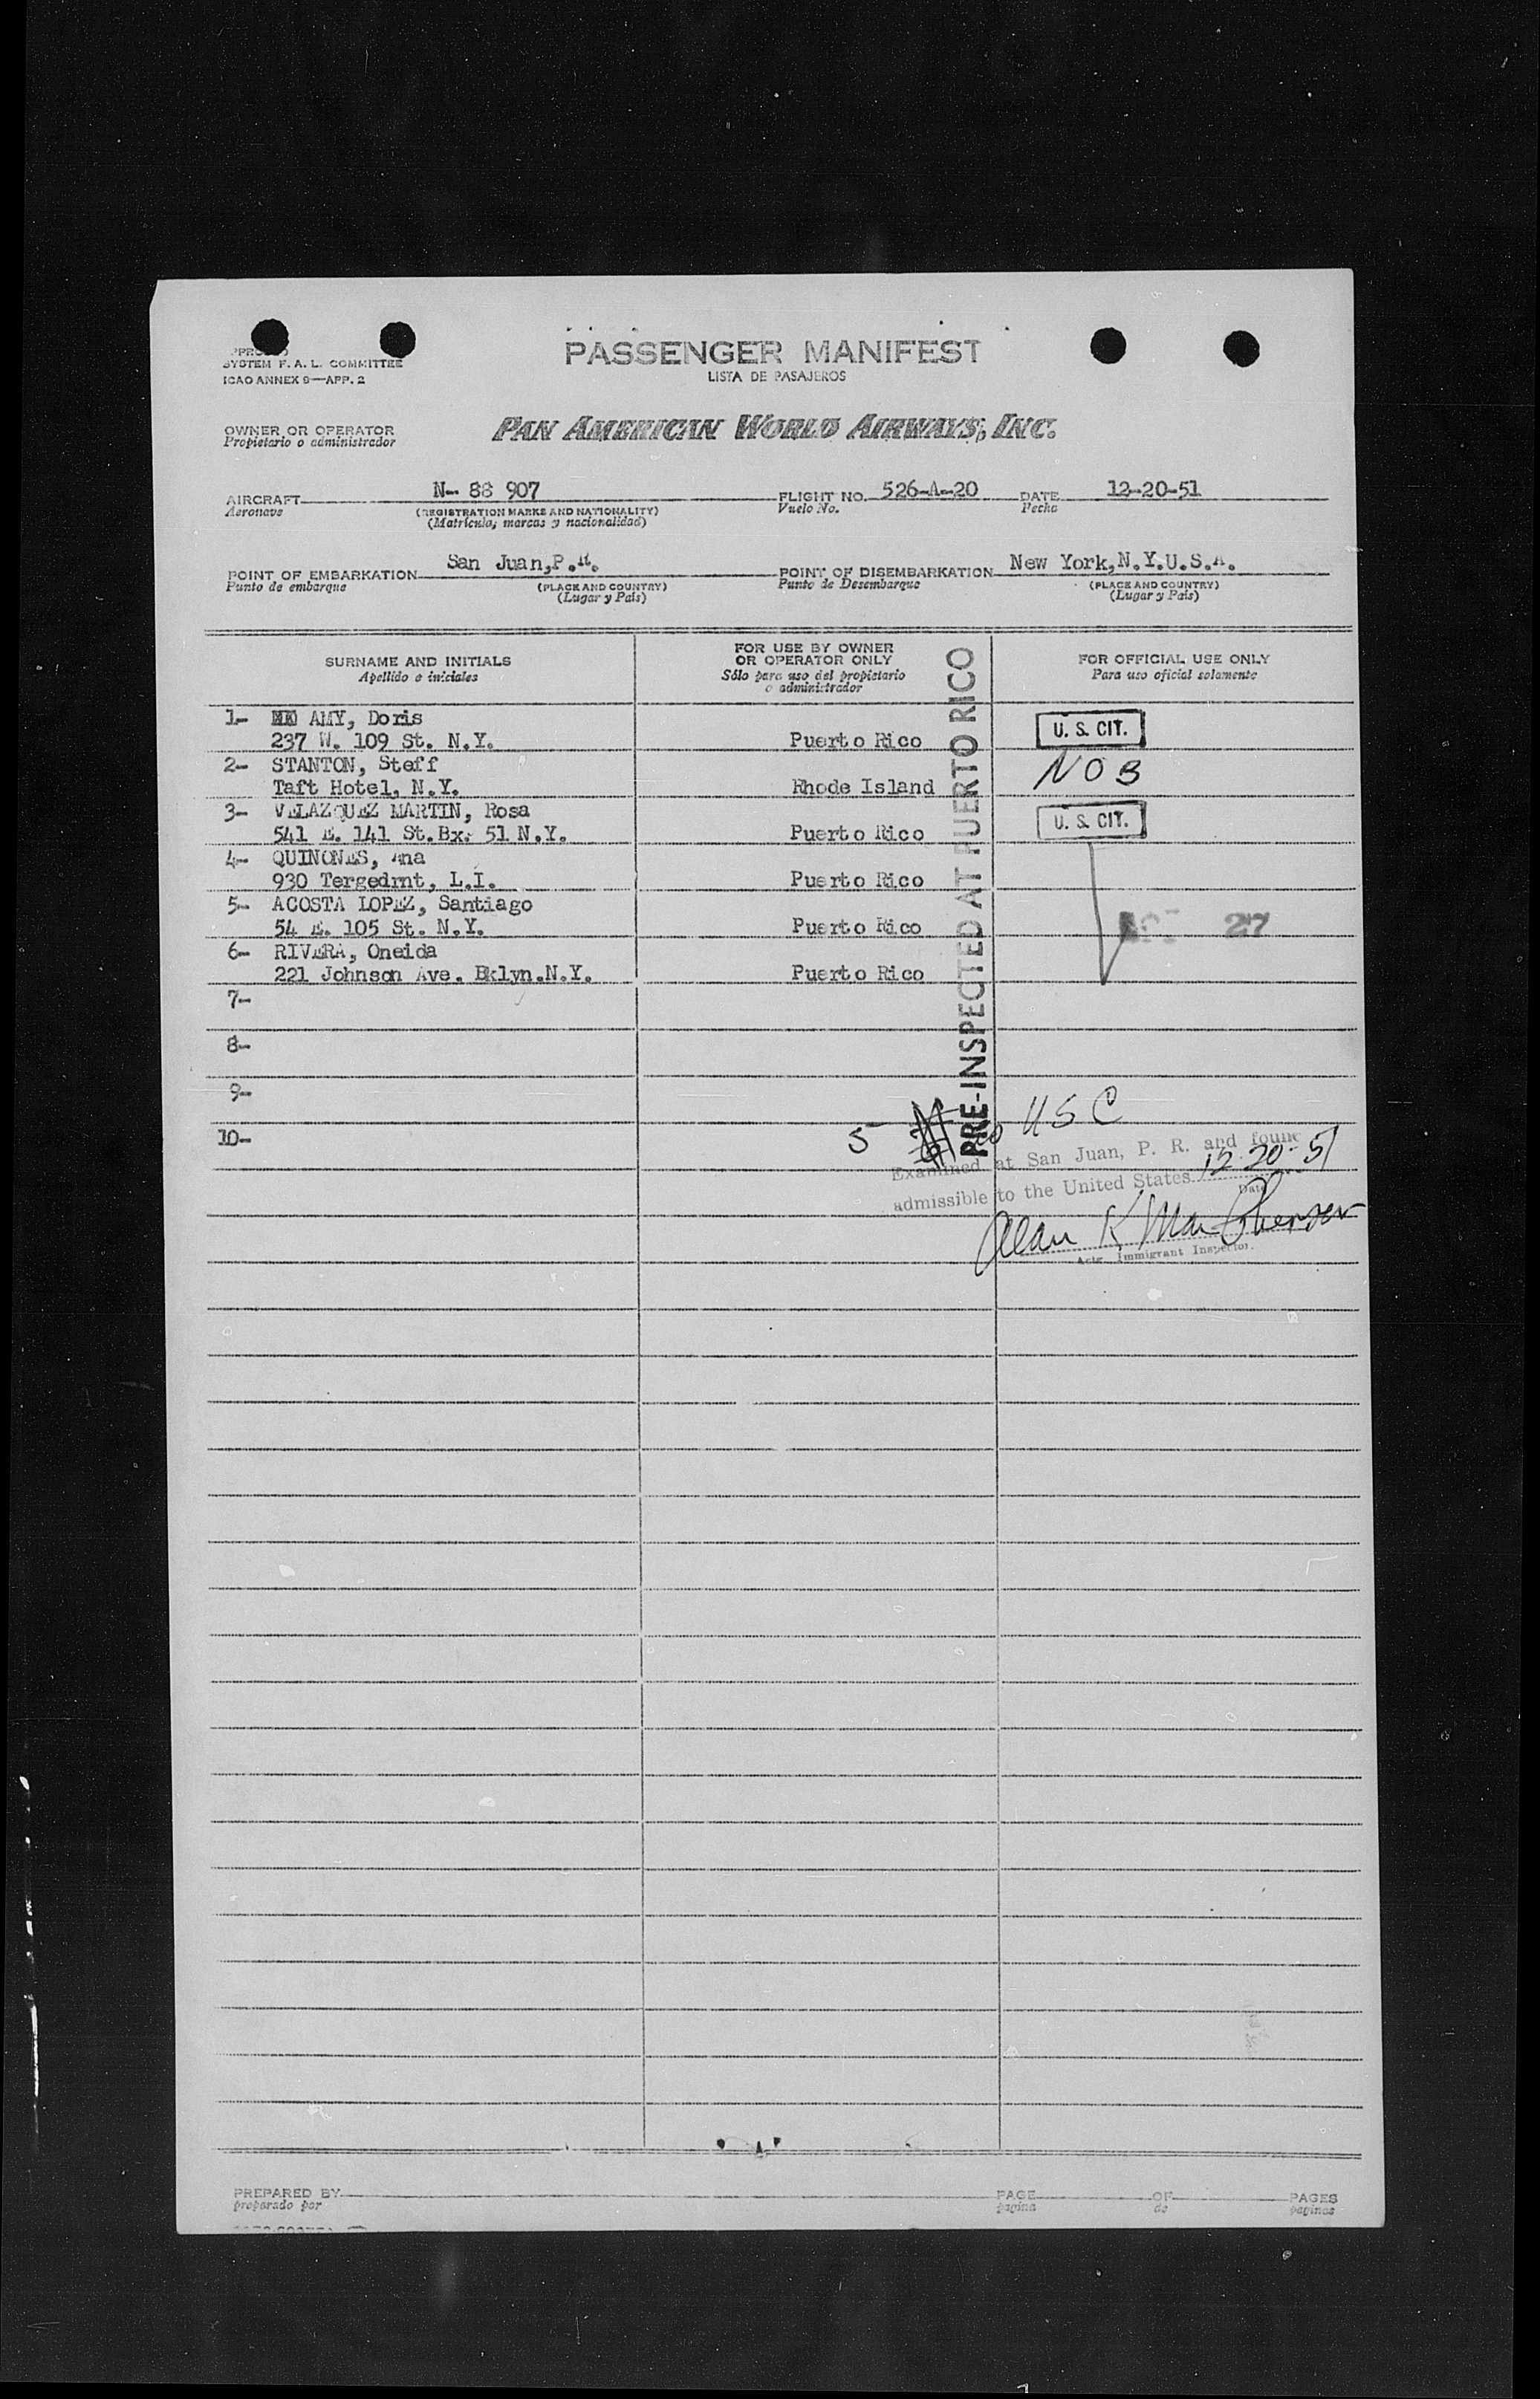 PASSENGER MANIFEST
LISTA DE PASAJEROS
SYSTEM F. A. L. COMMITTEE
ICAO ANNEX 9—APP. 2
OWNER OR OPERATOR
Propietario o administrador
PAN AMERICAN WORLD AIRWAYS, INC.
AIRCRAFT N-- 88 907 FLIGHT NO. 526-A-20 DATE 12-20-51
Aeronave (REGISTRATION MARKS AND NATIONALITY) Vuelo No. Fecha
(Matrícula, marcas y nacionalidad)
POINT OF EMBARKATION San Juan,P.R. POINT OF DISEMBARKATION New York,N.Y.U.S.A.
Punto de embarque (PLACE AND COUNTRY) Punto de Desembarque (PLACE AND COUNTRY)
(Lugar y País) (Lugar y País)
SURNAME AND INITIALS
Apellido e iniciales
FOR USE BY OWNER
OR OPERATOR ONLY
Sólo para uso del propietario
o administrador
FOR OFFICIAL USE ONLY
Para uso oficial solamente
1- AMY, Doris
237 W. 109 St. N.Y. Puerto Rico U. S. CIT.
2- STANTON, Steff
Taft Hotel, N.Y. Rhode Island NOB
3- VELAZQUEZ MARTIN, Rosa
541 E. 141 St.Bx. 51 N.Y. Puerto Rico U. S. CIT.
4- QUINONES, Ana
930 Tergedmt, L.I. Puerto Rico
5- ACOSTA LOPEZ, Santiago
54 E. 105 St. N.Y. Puerto Rico 27
6- RIVERA, Oneida
221 Johnson Ave. Bklyn.N.Y. Puerto Rico
7-
8-
9-
10-
PRE-INSPECTED AT PUERTO RICO
5 USC
Examined at San Juan, P. R. and found
admissible to the United States 12-20-51
Date
Alan K MacPherson
Actg. Immigrant Inspector.
PREPARED BY PAGE OF PAGES
preparado por página de páginas